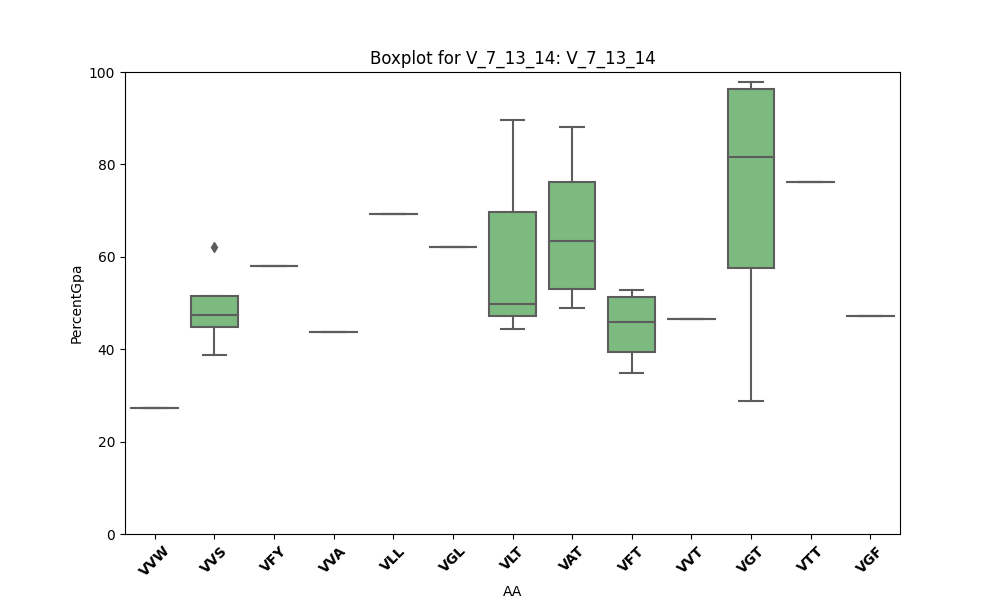 Boxplot for V_7_13_14: V_7_13_14
100
80
60
40
20
0
PercentGpa
VVW VVS VFY VVA VLL VGL VLT VAT VFT VVT VGT VTT VGF
AA